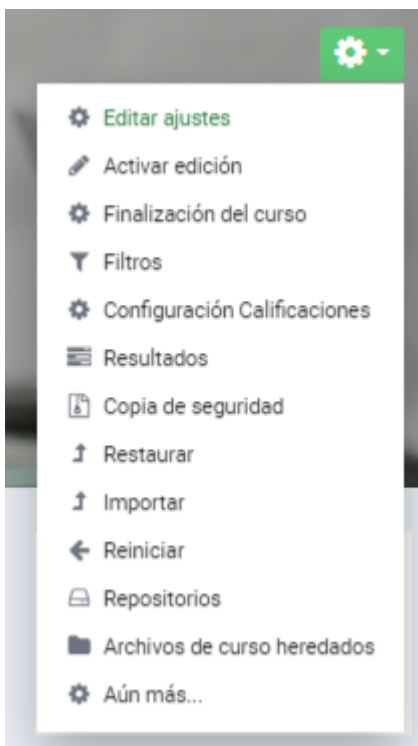 Editar ajustes
Activar edición
Finalización del curso
Filtros
Configuración Calificaciones
Resultados
Copia de seguridad
Restaurar
Importar
Reiniciar
Repositorios
Archivos de curso heredados
Aún más...